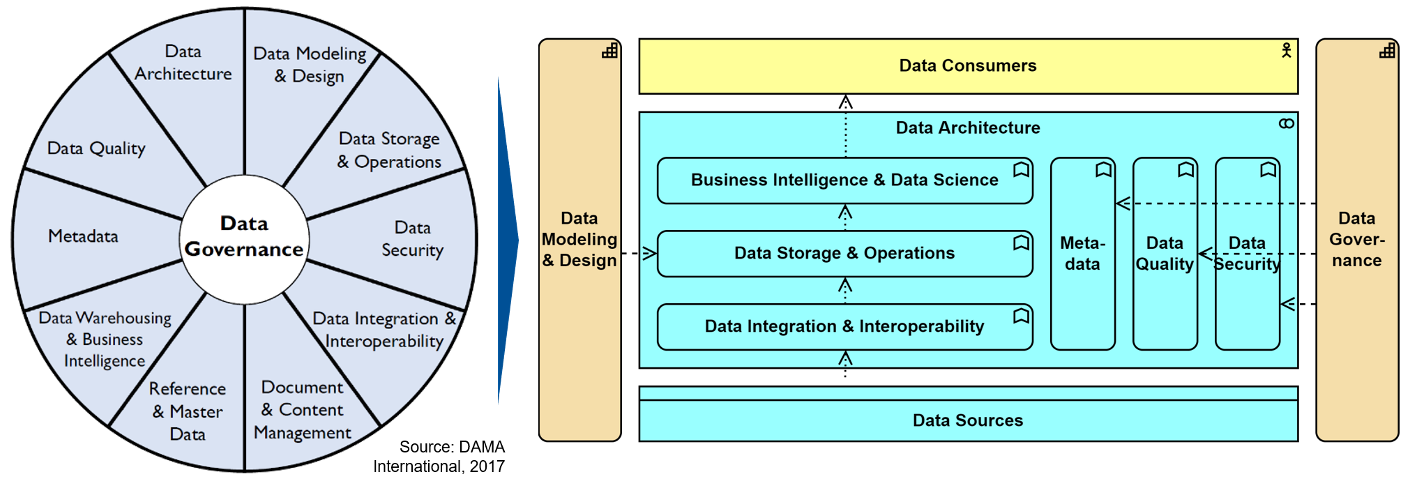 Data
Architecture
Data Modeling
& Design
Data Storage
& Operations
Data
Security
Data Integration &
Interoperability
Document
& Content
Management
Reference
& Master
Data
Data Warehousing
& Business
Intelligence
Metadata
Data Quality
Data
Governance
Source: DAMA
International, 2017
Data
Modeling
& Design
Data Consumers
Data Architecture
Business Intelligence & Data Science
Data Storage & Operations
Data Integration & Interoperability
Meta-
data
Data
Quality
Data
Security
Data Sources
Data
Gover-
nance